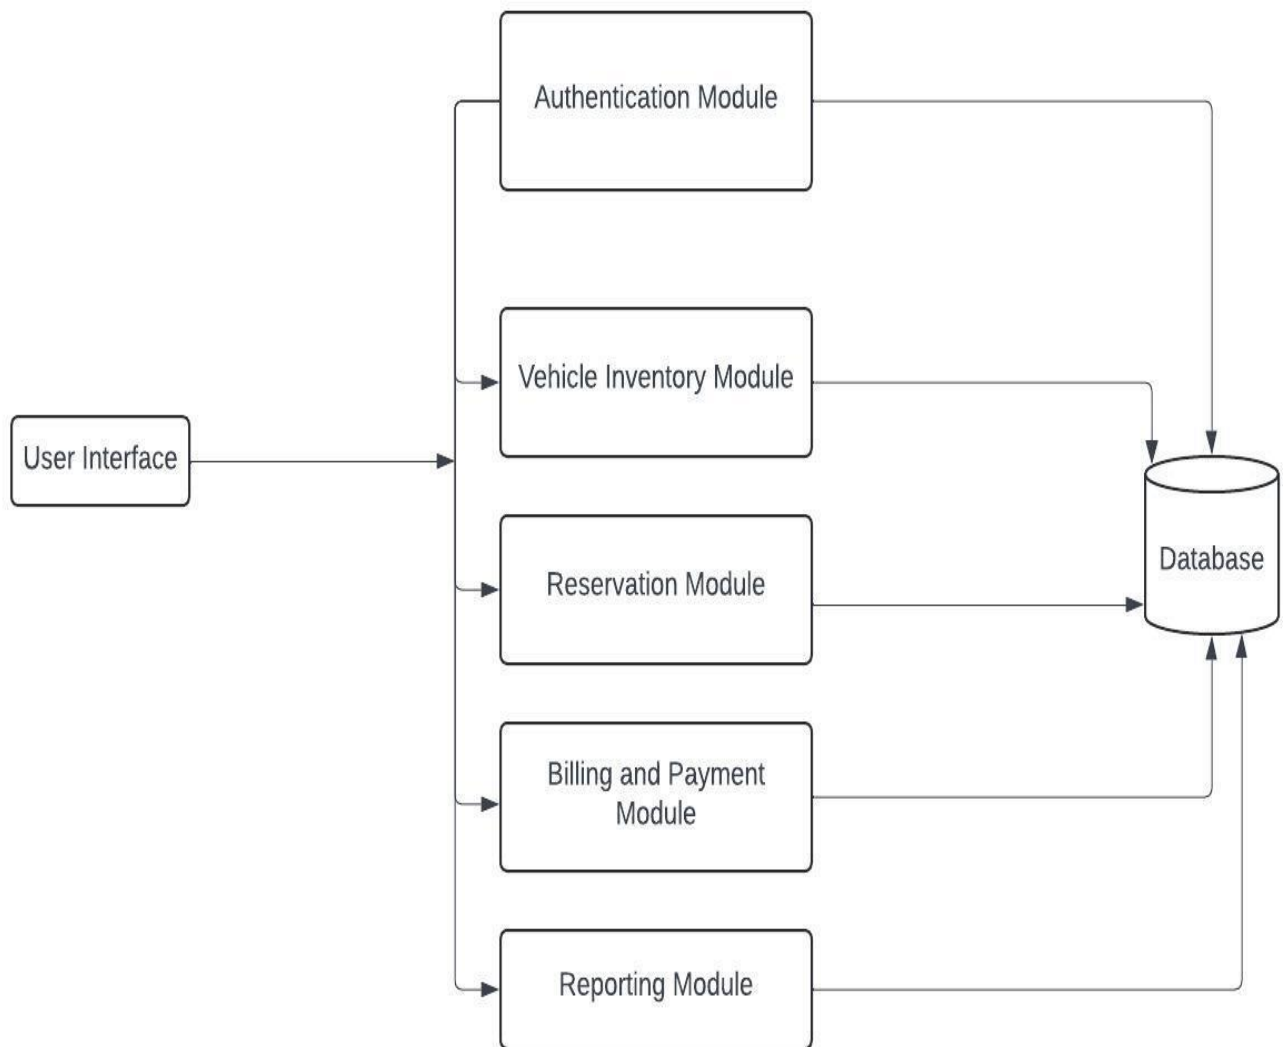 Authentication Module
Vehicle Inventory Module
User Interface
Reservation Module
Database
Billing and Payment
Module
Reporting Module